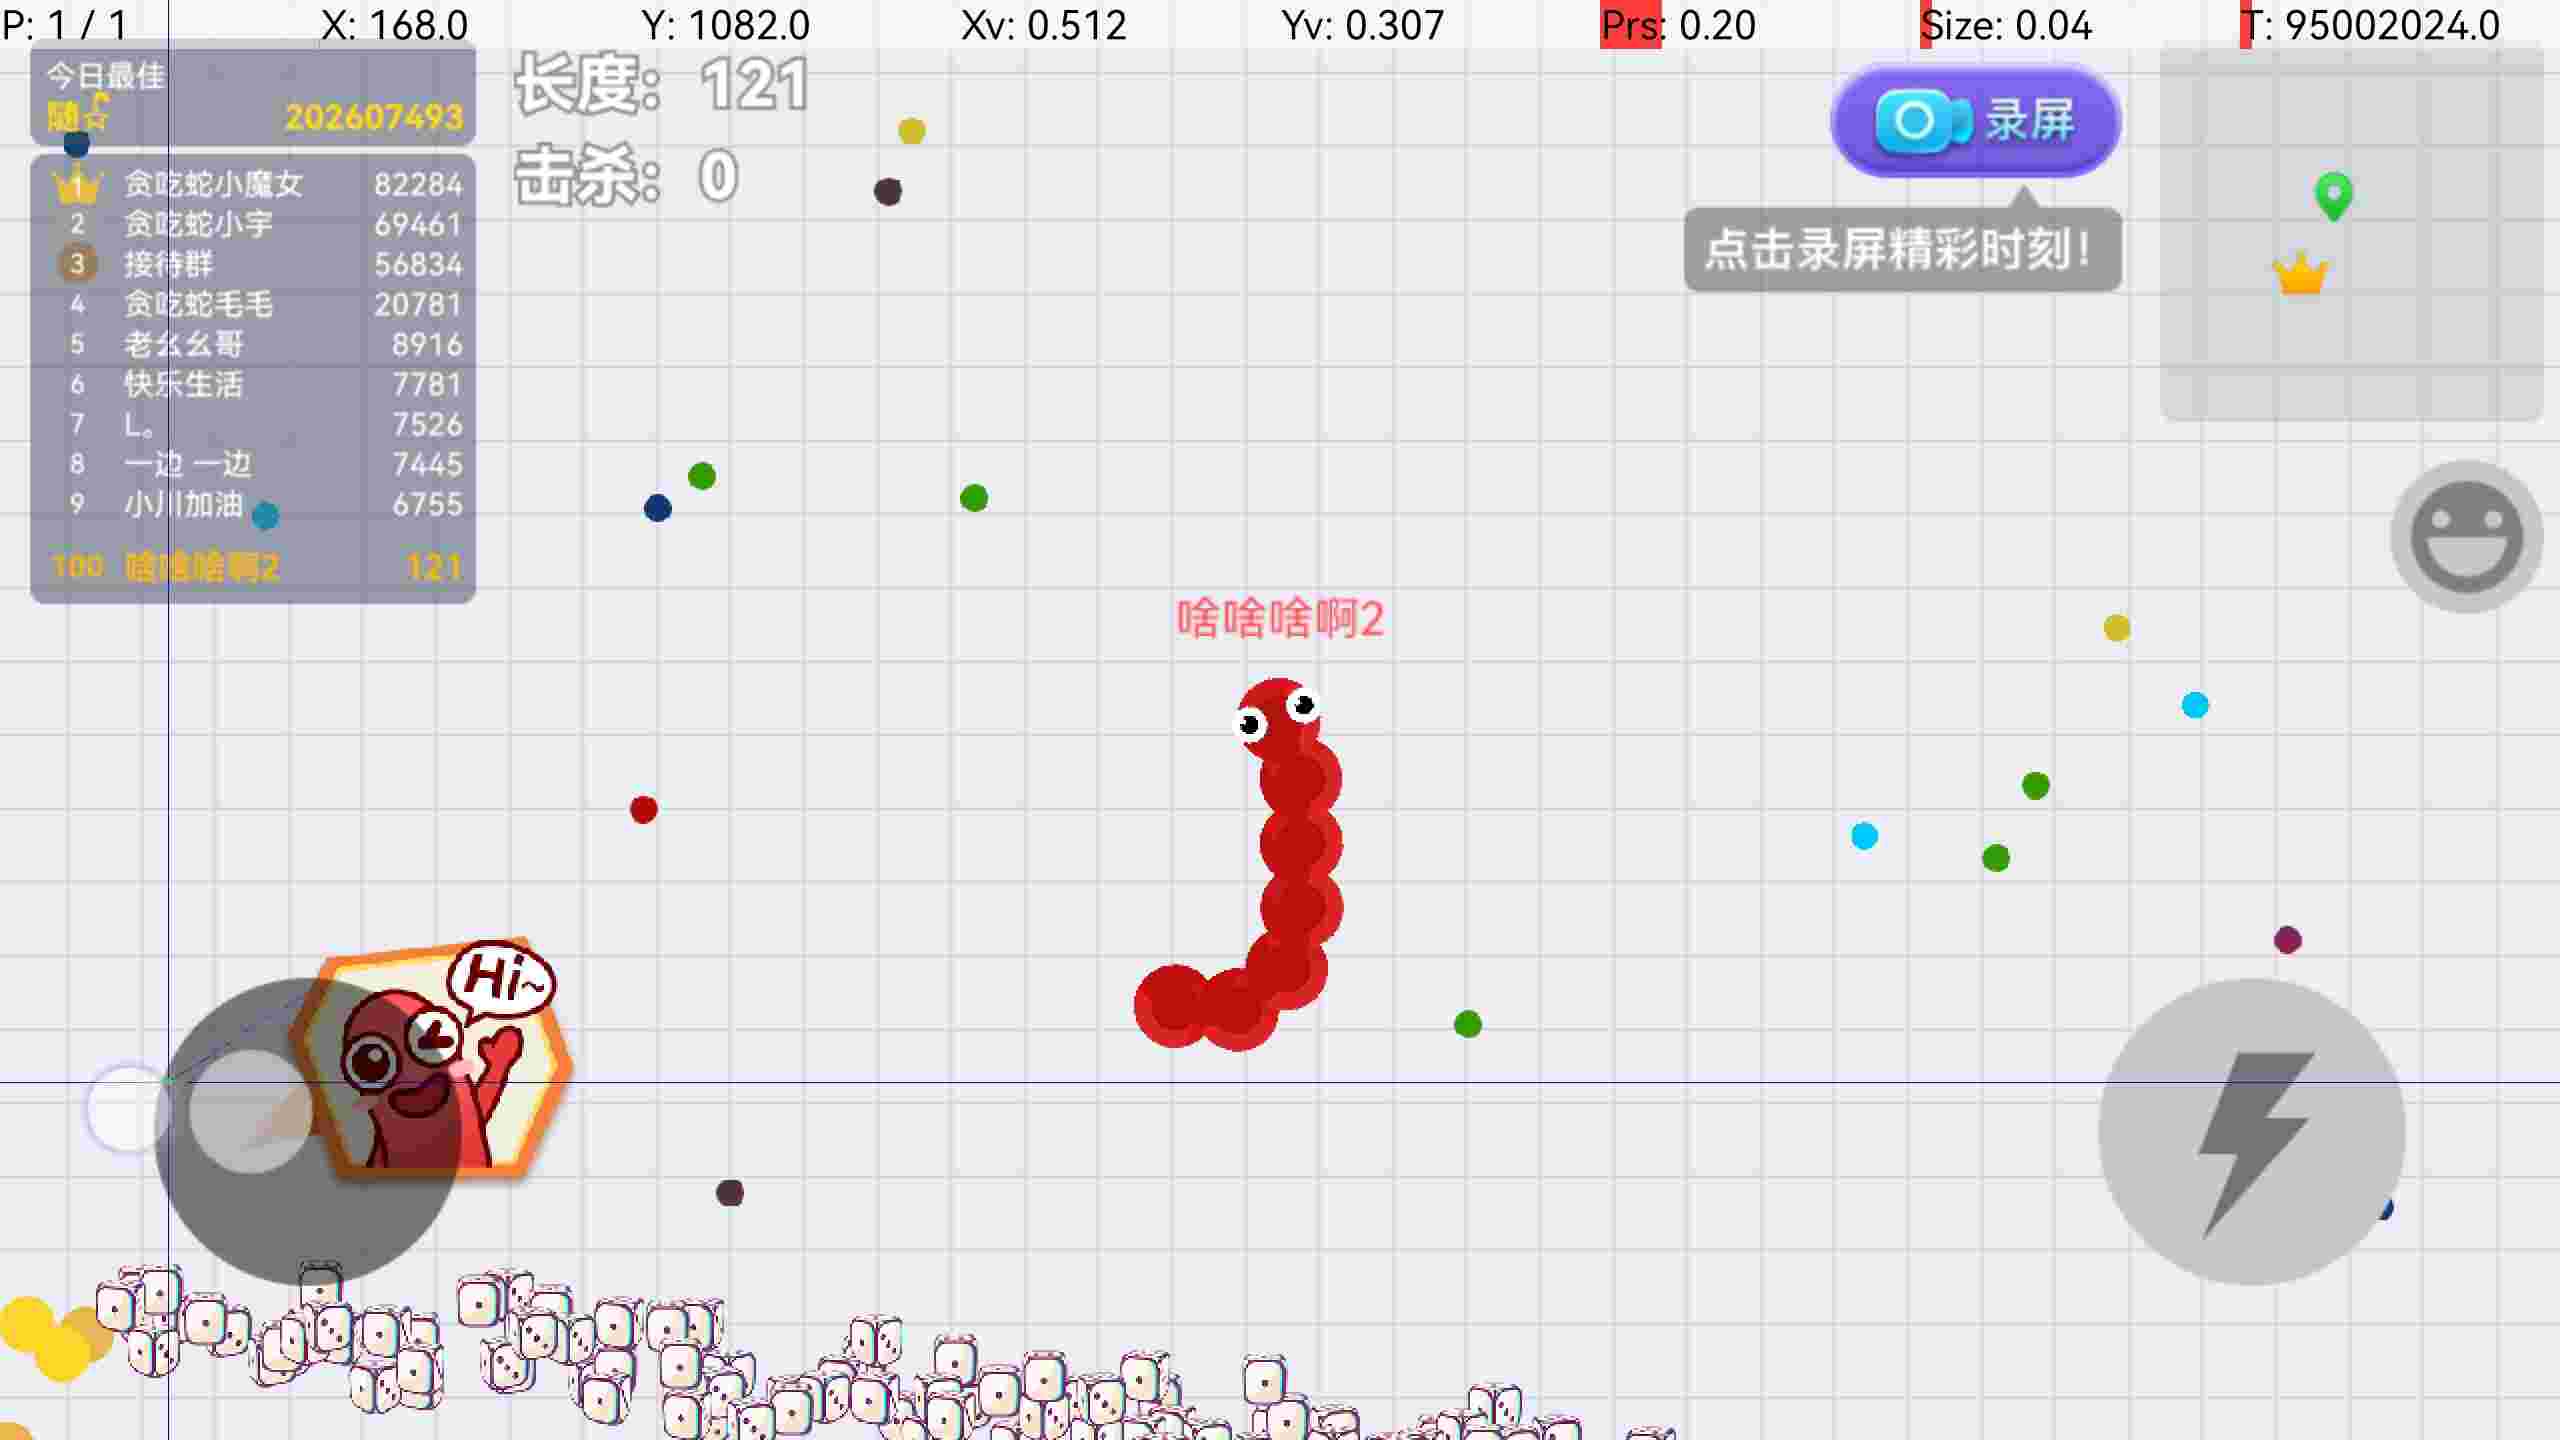 P: 1 / 1 X: 168.0 Y: 1082.0 Xv: 0.512 Yv: 0.307 Prs: 0.20 Size: 0.04 T: 95002024.0
今日最佳
随☆ 202607493
1 贪吃蛇小魔女 82284
2 贪吃蛇小宇 69461
3 接待群 56834
4 贪吃蛇毛毛 20781
5 老幺幺哥 8916
6 快乐生活 7781
7 L。 7526
8 一边 一边 7445
9 小川加油 6755
100 啥啥啥啊2 121
长度：121
击杀：0
录屏
点击录屏精彩时刻！
啥啥啥啊2
Hi~